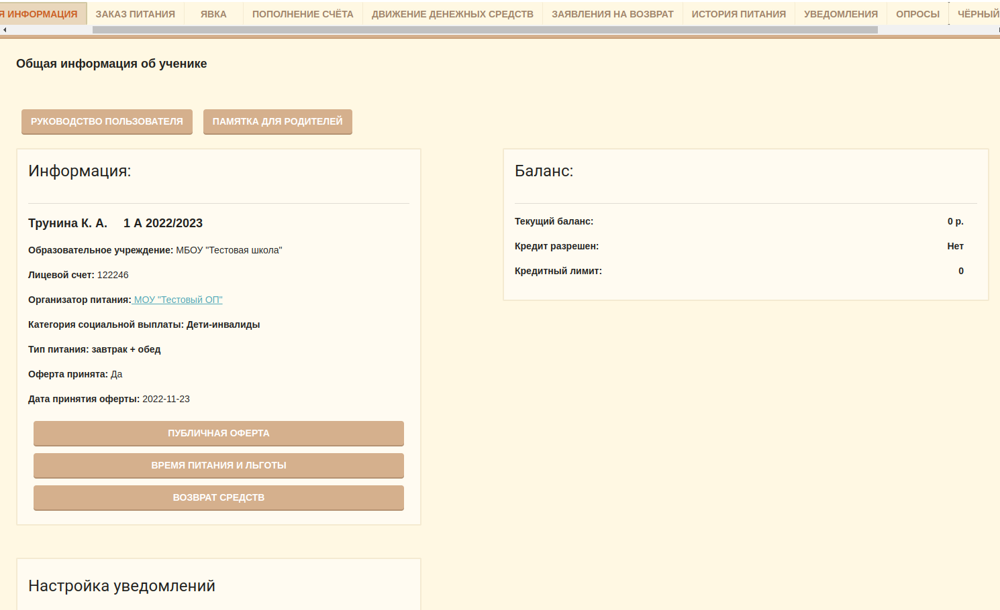 Я ИНФОРМАЦИЯ ЗАКАЗ ПИТАНИЯ ЯВКА ПОПОЛНЕНИЕ СЧЁТА ДВИЖЕНИЕ ДЕНЕЖНЫХ СРЕДСТВ ЗАЯВЛЕНИЯ НА ВОЗВРАТ ИСТОРИЯ ПИТАНИЯ УВЕДОМЛЕНИЯ ОПРОСЫ ЧЁРНЫЙ
Общая информация об ученике
РУКОВОДСТВО ПОЛЬЗОВАТЕЛЯ ПАМЯТКА ДЛЯ РОДИТЕЛЕЙ
Информация:
Трунина К. А. 1 А 2022/2023
Образовательное учреждение: МБОУ "Тестовая школа"
Лицевой счет: 122246
Организатор питания: МОУ "Тестовый ОП"
Категория социальной выплаты: Дети-инвалиды
Тип питания: завтрак + обед
Оферта принята: Да
Дата принятия оферты: 2022-11-23
ПУБЛИЧНАЯ ОФЕРТА
ВРЕМЯ ПИТАНИЯ И ЛЬГОТЫ
ВОЗВРАТ СРЕДСТВ
Баланс:
Текущий баланс: 0 р.
Кредит разрешен: Нет
Кредитный лимит: 0
Настройка уведомлений